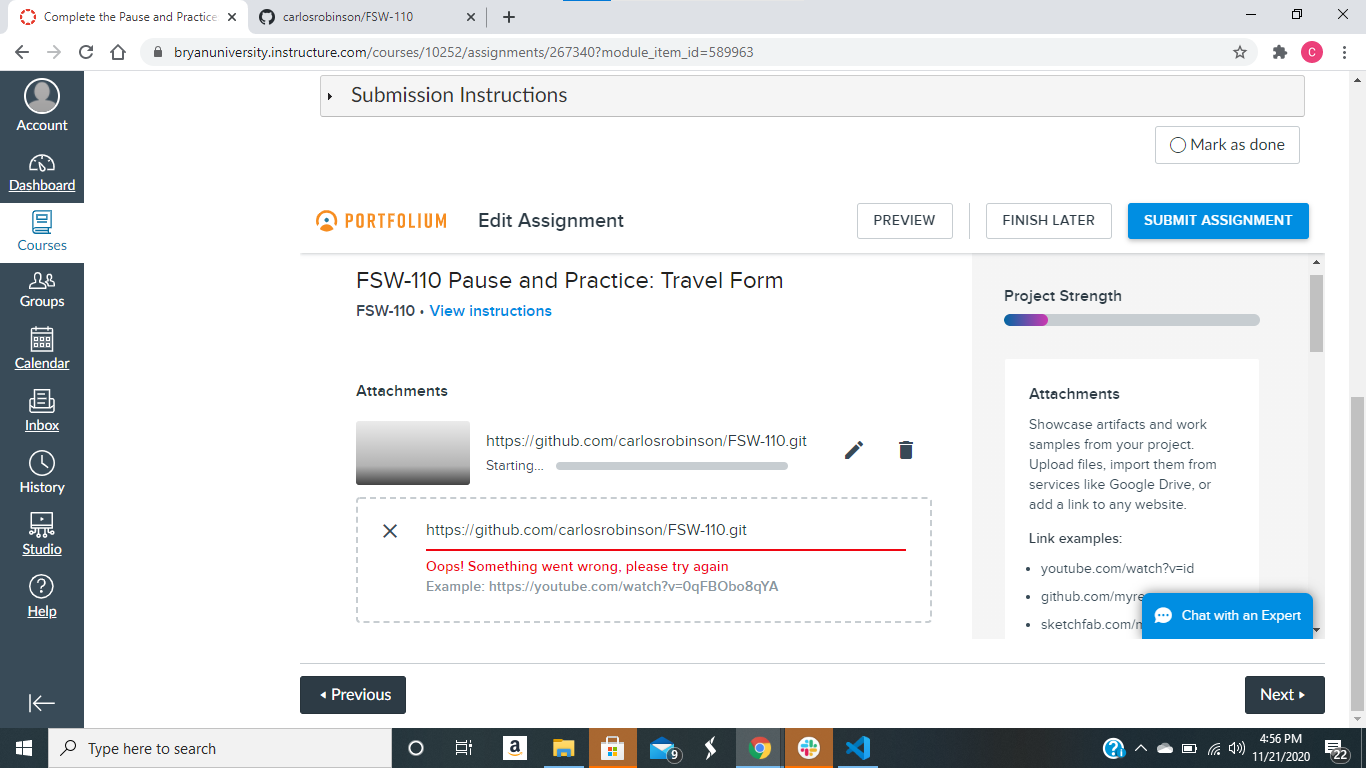 Complete the Pause and Practice
carlosrobinson/FSW-110
bryanuniversity.instructure.com/courses/10252/assignments/267340?module_item_id=589963
C
Account
Dashboard
Courses
Groups
Calendar
Inbox
History
Studio
Help
Submission Instructions
Mark as done
PORTFOLIUM
Edit Assignment
PREVIEW
FINISH LATER
SUBMIT ASSIGNMENT
FSW-110 Pause and Practice: Travel Form
FSW-110 • View instructions
Attachments
https://github.com/carlosrobinson/FSW-110.git
Starting...
https://github.com/carlosrobinson/FSW-110.git
Oops! Something went wrong, please try again
Example: https://youtube.com/watch?v=0qFBObo8qYA
Project Strength
Attachments
Showcase artifacts and work
samples from your project.
Upload files, import them from
services like Google Drive, or
add a link to any website.
Link examples:
• youtube.com/watch?v=id
• github.com/myre
• sketchfab.com/m
Chat with an Expert
Previous
Next
Type here to search
a
9
4:56 PM
11/21/2020
22